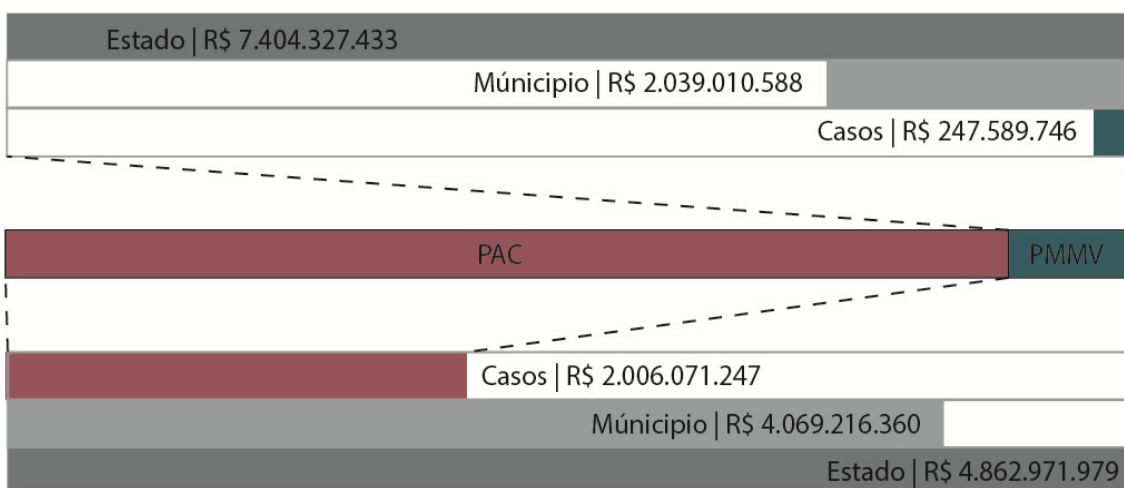 Estado | R$ 7.404.327.433
Múnicipio | R$ 2.039.010.588
Casos | R$ 247.589.746
PAC PMMV
Casos | R$ 2.006.071.247
Múnicipio | R$ 4.069.216.360
Estado | R$ 4.862.971.979